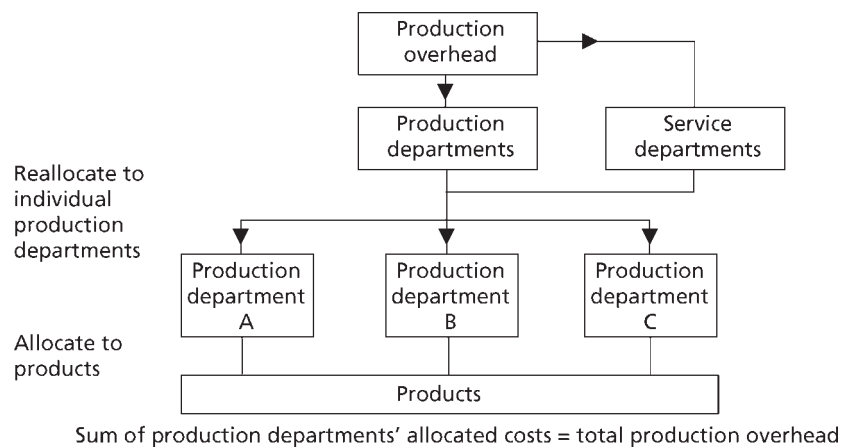 Production
overhead
Production
departments
Service
departments
Reallocate to
individual
production
departments
Production
department
A
Production
department
B
Production
department
C
Allocate to
products
Products
Sum of production departments’ allocated costs = total production overhead